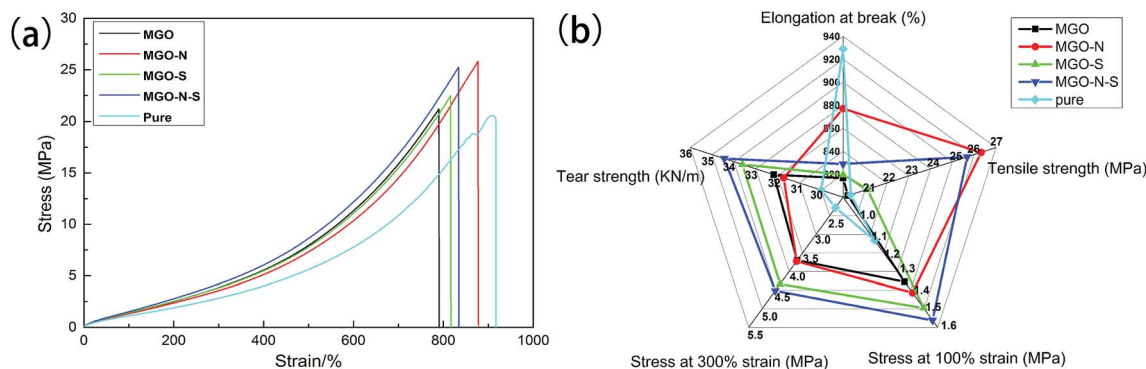 (a)
30
25
20
15
10
5
0
Stress (MPa)
MGO
MGO-N
MGO-S
MGO-N-S
Pure
0 200 400 600 800 1000
Strain/%
(b)
Elongation at break (%)
940
920
900
880
860
840
820
MGO
MGO-N
MGO-S
MGO-N-S
pure
21 22 23 24 25 26 27
Tensile strength (MPa)
36 35 34 33 32 31 30
Tear strength (KN/m)
1.0
1.1
1.2
1.3
1.4
1.5
1.6
Stress at 100% strain (MPa)
2.5
3.0
3.5
4.0
4.5
5.0
5.5
Stress at 300% strain (MPa)